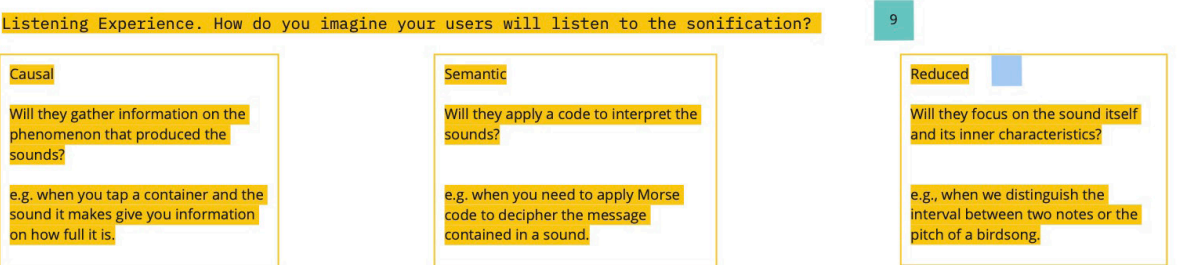 Listening Experience. How do you imagine your users will listen to the sonification?
9
Causal
Will they gather information on the
phenomenon that produced the
sounds?
e.g. when you tap a container and the
sound it makes give you information
on how full it is.
Semantic
Will they apply a code to interpret the
sounds?
e.g. when you need to apply Morse
code to decipher the message
contained in a sound.
Reduced
Will they focus on the sound itself
and its inner characteristics?
e.g., when we distinguish the
interval between two notes or the
pitch of a birdsong.